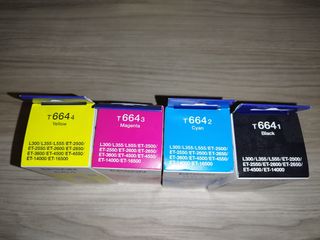 T 6644
Yellow
L300/L355/L555/ET-2500/
ET-2550/ET-2600/ET-2650/
ET-3600/ET-4500/ET-4550/
ET-14000/ET-16500
T 6643
Magenta
L300/L355/L555/ET-2500/
ET-2550/ET-2600/ET-2650/
ET-3600/ET-4500/ET-4550/
ET-14000/ET-16500
T 6642
Cyan
L300/L355/L555/ET-2500/
ET-2550/ET-2600/ET-2650/
ET-3600/ET-4500/ET-4550/
ET-14000/ET-16500
T 6641
Black
L300/L355/L555/ET-2500/
ET-2550/ET-2600/ET-2650/
ET-4500/ET-14000